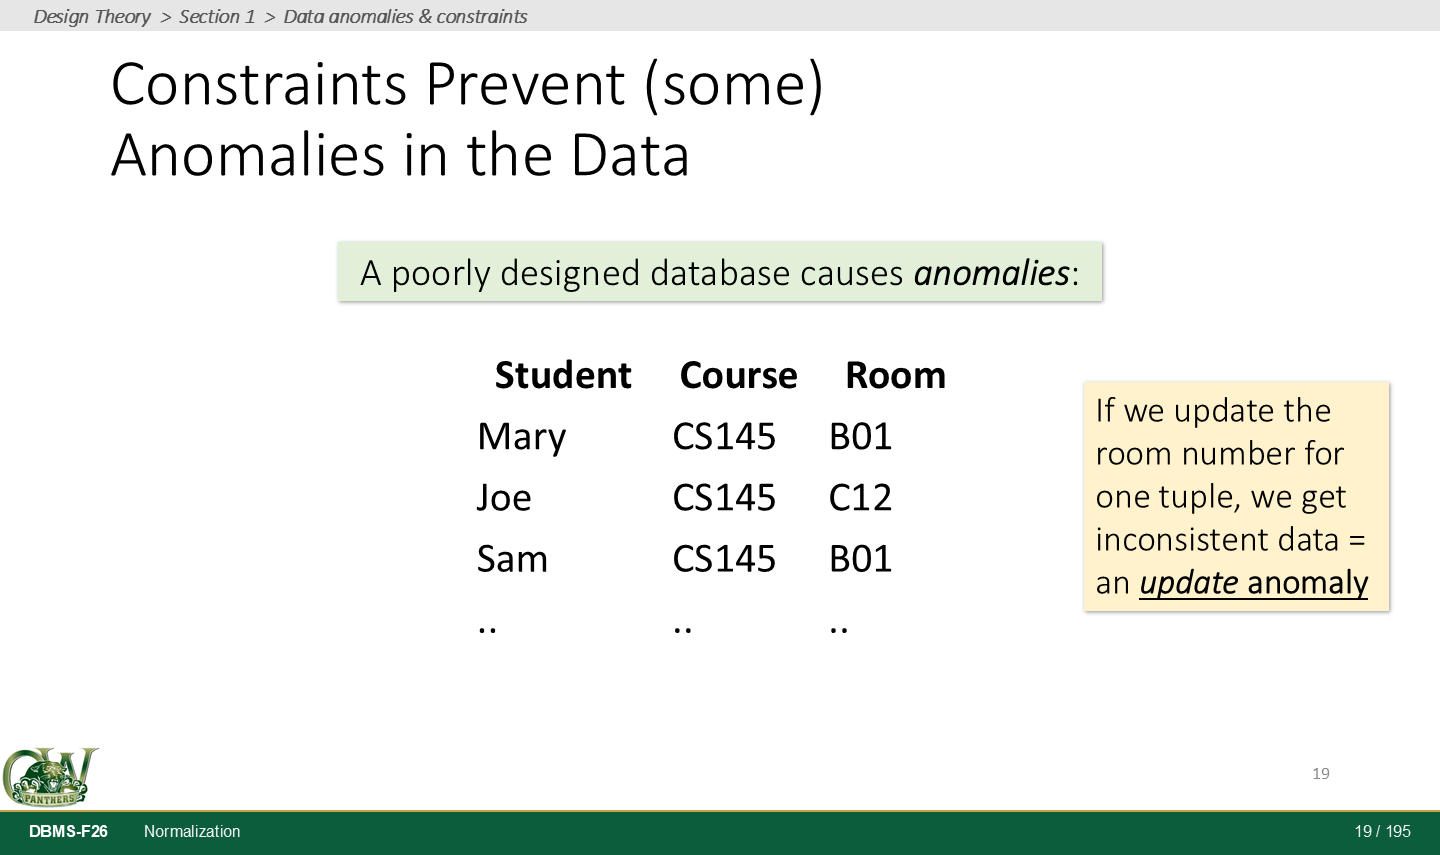 Design Theory > Section 1 > Data anomalies & constraints
Constraints Prevent (some)
Anomalies in the Data
A poorly designed database causes anomalies:
Student Course Room
Mary CS145 B01
Joe CS145 C12
Sam CS145 B01
.. .. ..
If we update the
room number for
one tuple, we get
inconsistent data =
an update anomaly
OW
PANTHERS
19
DBMS-F26 Normalization 19 / 195